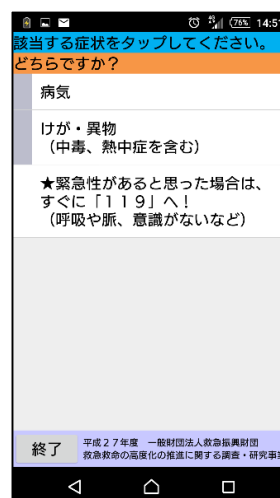 76% 14:5
該当する症状をタップしてください。
どちらですか？
病気
けが・異物
（中毒、熱中症を含む）
★緊急性があると思った場合は、
すぐに「１１９」へ！
（呼吸や脈、意識がないなど）
終了
平成２７年度　一般財団法人救急振興財団
救急救命の高度化の推進に関する調査・研究事